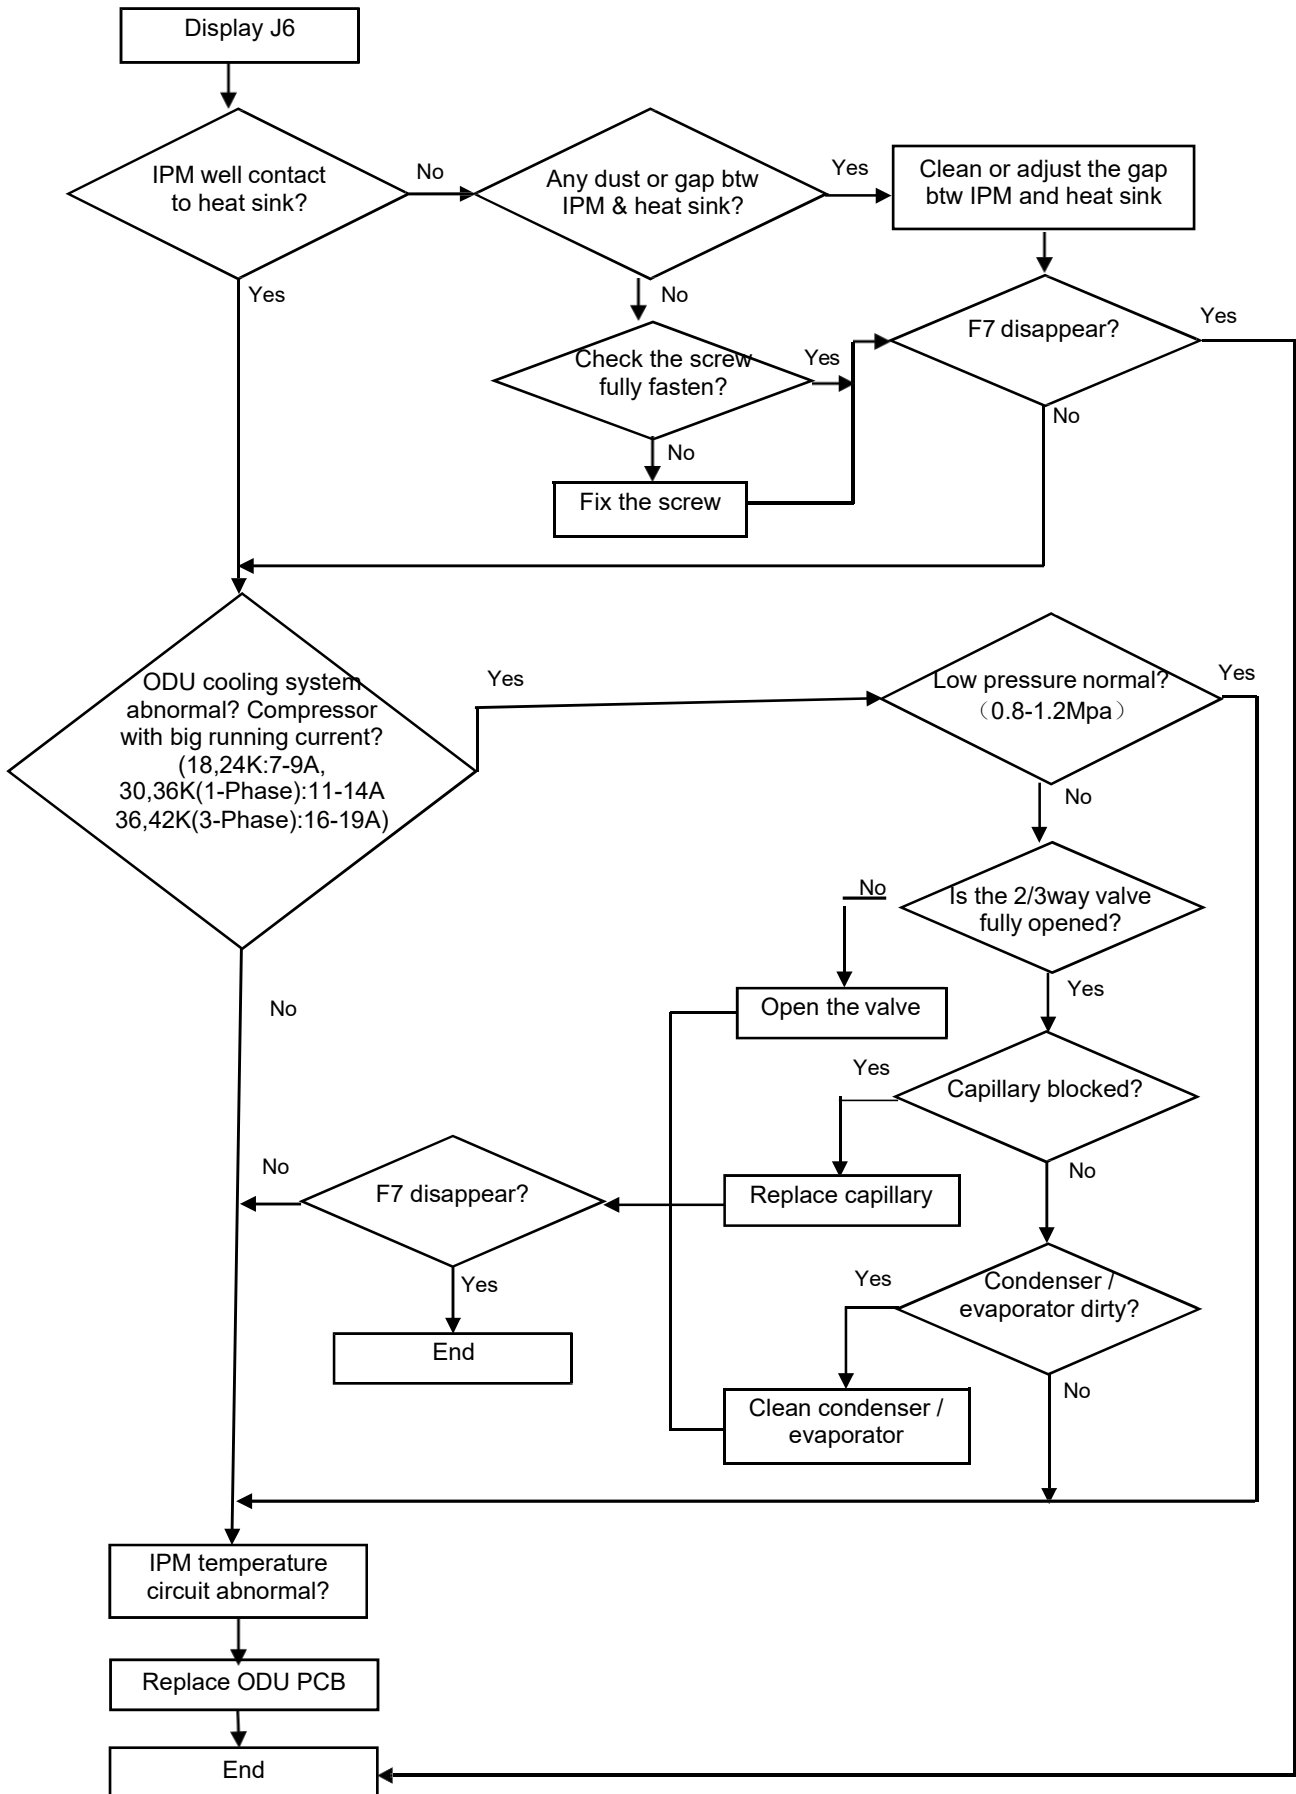 Display J6
IPM well contact
to heat sink?
No
Any dust or gap btw
IPM & heat sink?
Yes
Clean or adjust the gap
btw IPM and heat sink
Yes
No
Check the screw
fully fasten?
Yes
F7 disappear?
Yes
No
No
Fix the screw
ODU cooling system
abnormal? Compressor
with big running current?
(18,24K:7-9A,
30,36K(1-Phase):11-14A
36,42K(3-Phase):16-19A)
Yes
Low pressure normal?
（0.8-1.2Mpa）
Yes
No
No
Is the 2/3way valve
fully opened?
No
Open the valve
Yes
Yes
Capillary blocked?
No
F7 disappear?
Replace capillary
No
Yes
Yes
Condenser /
evaporator dirty?
End
Clean condenser /
evaporator
No
IPM temperature
circuit abnormal?
Replace ODU PCB
End